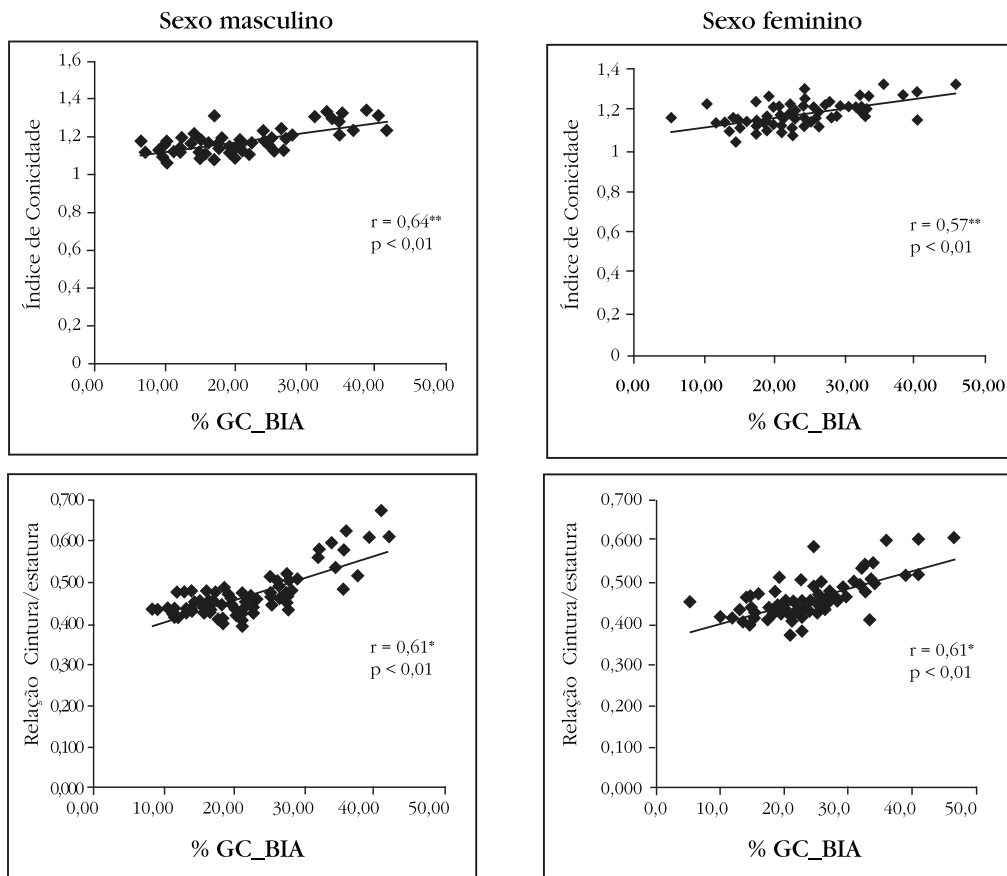 Sexo masculino
Sexo feminino
Índice de Conicidade
1,6
1,4
1,2
1
0,8
0,6
0,4
0,2
0
0,00 10,00 20,00 30,00 40,00 50,00
r = 0,64**
p < 0,01
% GC_BIA
Índice de Conicidade
1,4
1,2
1
0,8
0,6
0,4
0,2
0
0,00 10,00 20,00 30,00 40,00 50,00
r = 0,57**
p < 0,01
% GC_BIA
Relação Cintura/estatura
0,700
0,600
0,500
0,400
0,300
0,200
0,100
0,000
0,00 10,00 20,00 30,00 40,00 50,00
r = 0,61*
p < 0,01
% GC_BIA
Relação Cintura/estatura
0,700
0,600
0,500
0,400
0,300
0,200
0,100
0,000
0,0 10,0 20,0 30,0 40,0 50,0
r = 0,61*
p < 0,01
% GC_BIA